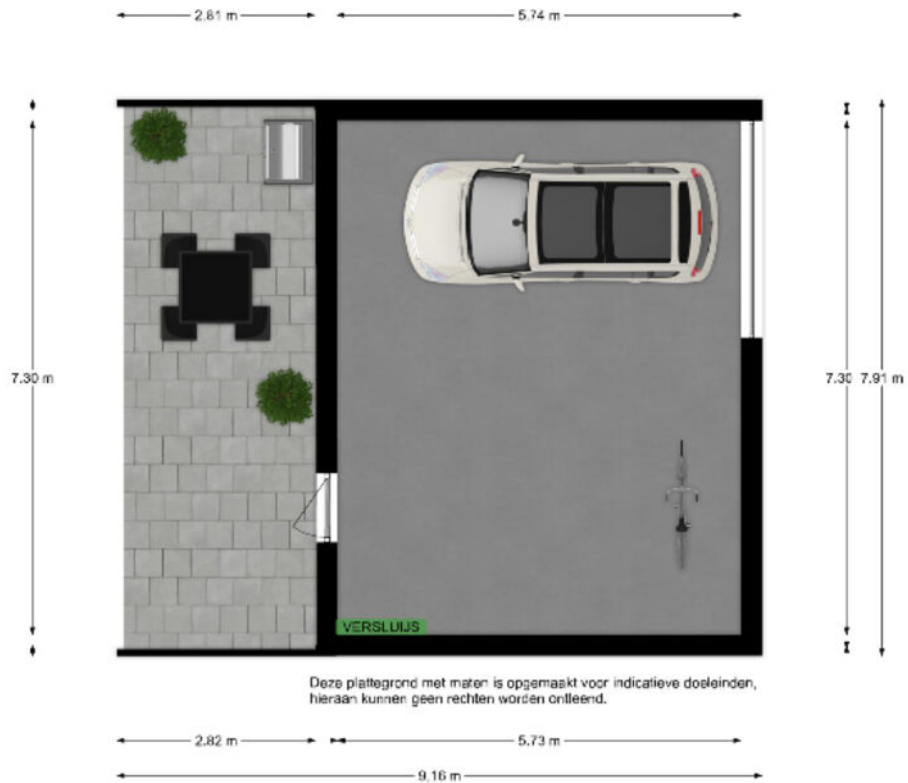 2.81 m
5.74 m
7.30 m
7.30
7.91 m
VERSLUIJS
Deze plattegrond met maten is opgemaakt voor indicatieve doeleinden,
hieraan kunnen geen rechten worden ontleend.
2.82 m
5.73 m
9.16 m